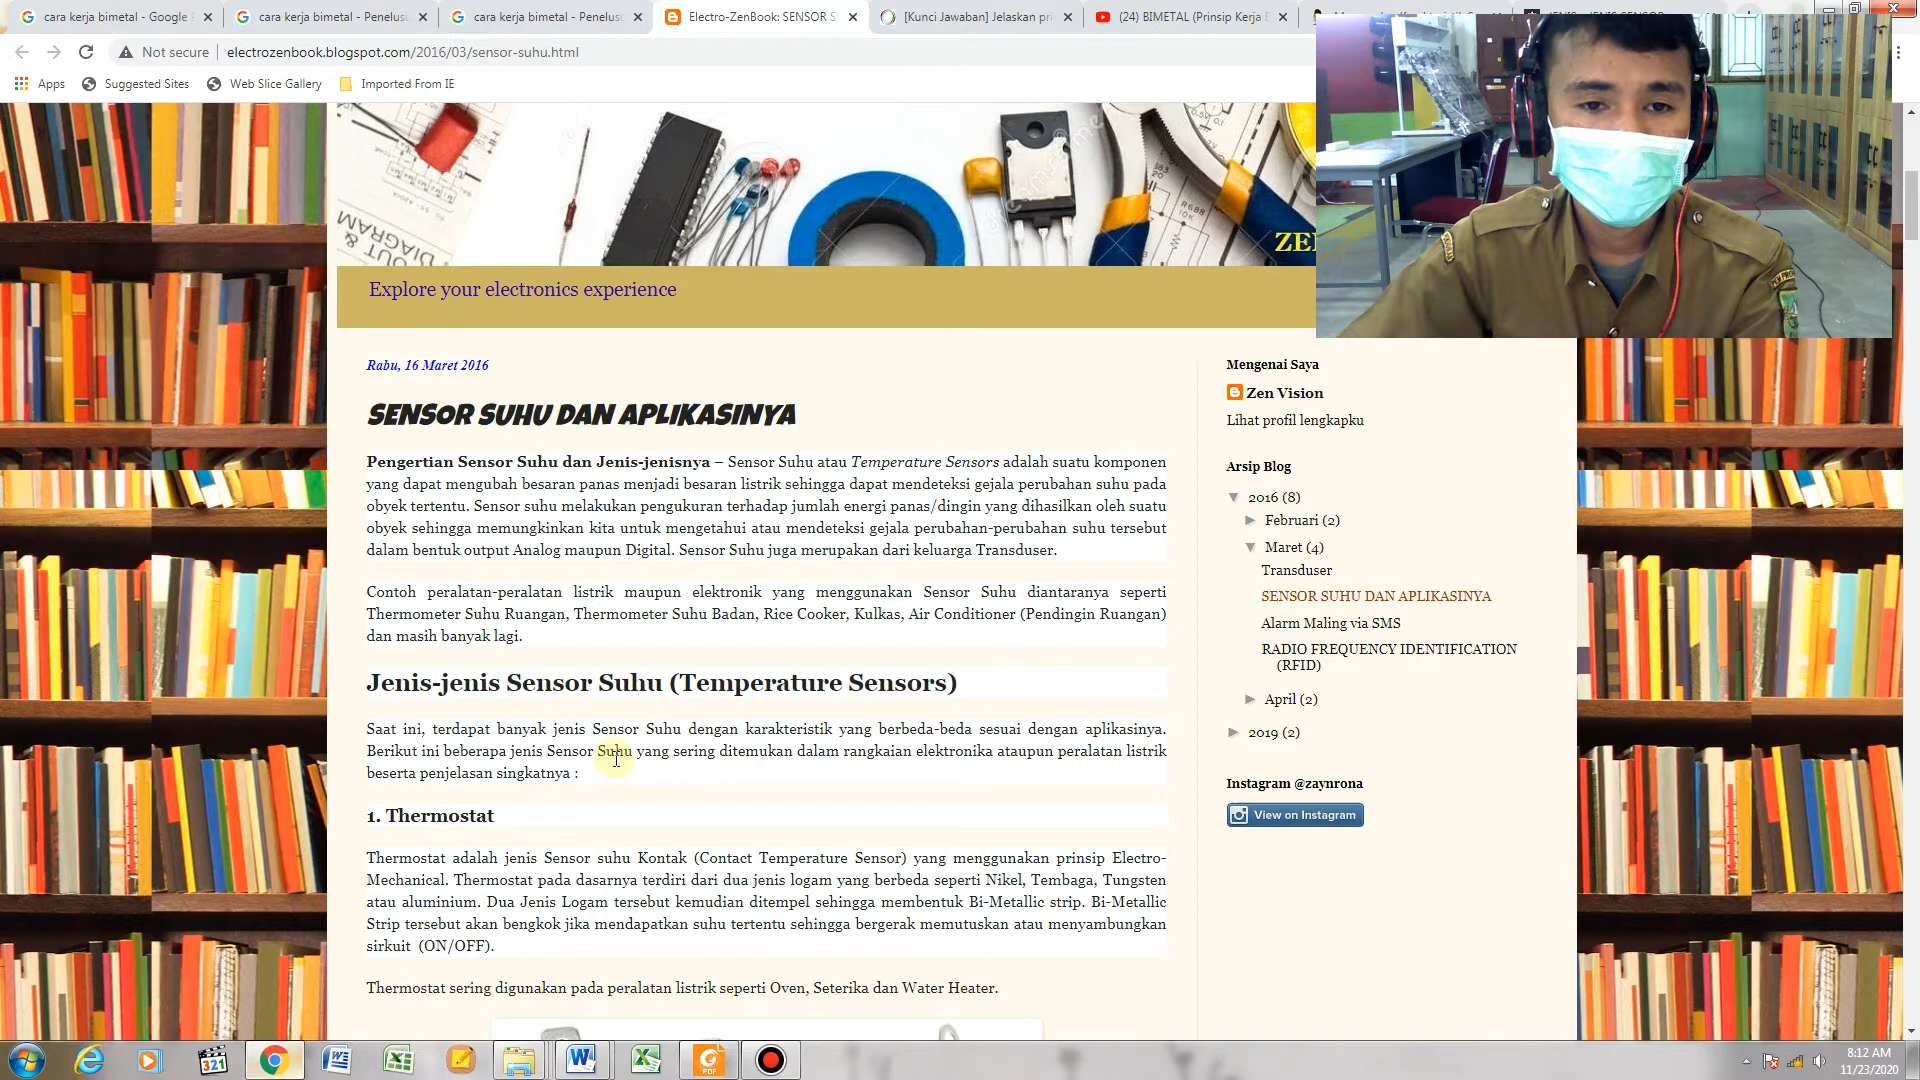 cara kerja bimetal - Google
cara kerja bimetal - Penelus
cara kerja bimetal - Penelus
Electro-ZenBook: SENSOR S
[Kunci Jawaban] Jelaskan pri
(24) BIMETAL (Prinsip Kerja
Not secure
electrozenbook.blogspot.com/2016/03/sensor-suhu.html
Apps
Suggested Sites
Web Slice Gallery
Imported From IE
DIAGRAM
ZE
Explore your electronics experience
Rabu, 16 Maret 2016
SENSOR SUHU DAN APLIKASINYA
Pengertian Sensor Suhu dan Jenis-jenisnya – Sensor Suhu atau Temperature Sensors adalah suatu komponen
yang dapat mengubah besaran panas menjadi besaran listrik sehingga dapat mendeteksi gejala perubahan suhu pada
obyek tertentu. Sensor suhu melakukan pengukuran terhadap jumlah energi panas/dingin yang dihasilkan oleh suatu
obyek sehingga memungkinkan kita untuk mengetahui atau mendeteksi gejala perubahan-perubahan suhu tersebut
dalam bentuk output Analog maupun Digital. Sensor Suhu juga merupakan dari keluarga Transduser.
Contoh peralatan-peralatan listrik maupun elektronik yang menggunakan Sensor Suhu diantaranya seperti
Thermometer Suhu Ruangan, Thermometer Suhu Badan, Rice Cooker, Kulkas, Air Conditioner (Pendingin Ruangan)
dan masih banyak lagi.
Jenis-jenis Sensor Suhu (Temperature Sensors)
Saat ini, terdapat banyak jenis Sensor Suhu dengan karakteristik yang berbeda-beda sesuai dengan aplikasinya.
Berikut ini beberapa jenis Sensor Suhu yang sering ditemukan dalam rangkaian elektronika ataupun peralatan listrik
beserta penjelasan singkatnya :
1. Thermostat
Thermostat adalah jenis Sensor suhu Kontak (Contact Temperature Sensor) yang menggunakan prinsip Electro-
Mechanical. Thermostat pada dasarnya terdiri dari dua jenis logam yang berbeda seperti Nikel, Tembaga, Tungsten
atau aluminium. Dua Jenis Logam tersebut kemudian ditempel sehingga membentuk Bi-Metallic strip. Bi-Metallic
Strip tersebut akan bengkok jika mendapatkan suhu tertentu sehingga bergerak memutuskan atau menyambungkan
sirkuit (ON/OFF).
Thermostat sering digunakan pada peralatan listrik seperti Oven, Seterika dan Water Heater.
Mengenai Saya
Zen Vision
Lihat profil lengkapku
Arsip Blog
▼ 2016 (8)
► Februari (2)
▼ Maret (4)
Transduser
SENSOR SUHU DAN APLIKASINYA
Alarm Maling via SMS
RADIO FREQUENCY IDENTIFICATION
(RFID)
► April (2)
► 2019 (2)
Instagram @zaynrona
View on Instagram
321
PDF
8:12 AM
11/23/2020